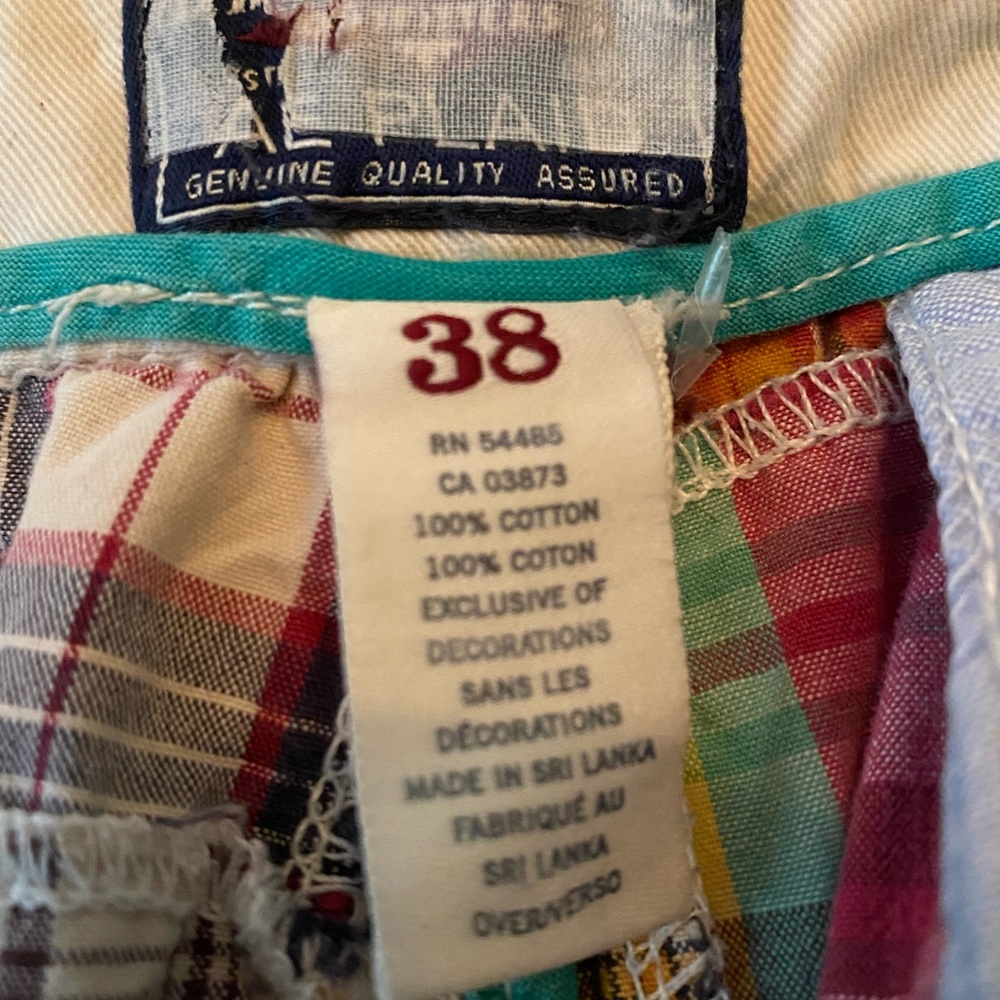 GENUINE QUALITY ASSURED
38
RN 54485
CA 03873
100% COTTON
100% COTON
EXCLUSIVE OF
DECORATIONS
SANS LES
DÉCORATIONS
MADE IN SRI LANKA
FABRIQUÉ AU
SRI LANKA
OVER/VERSO